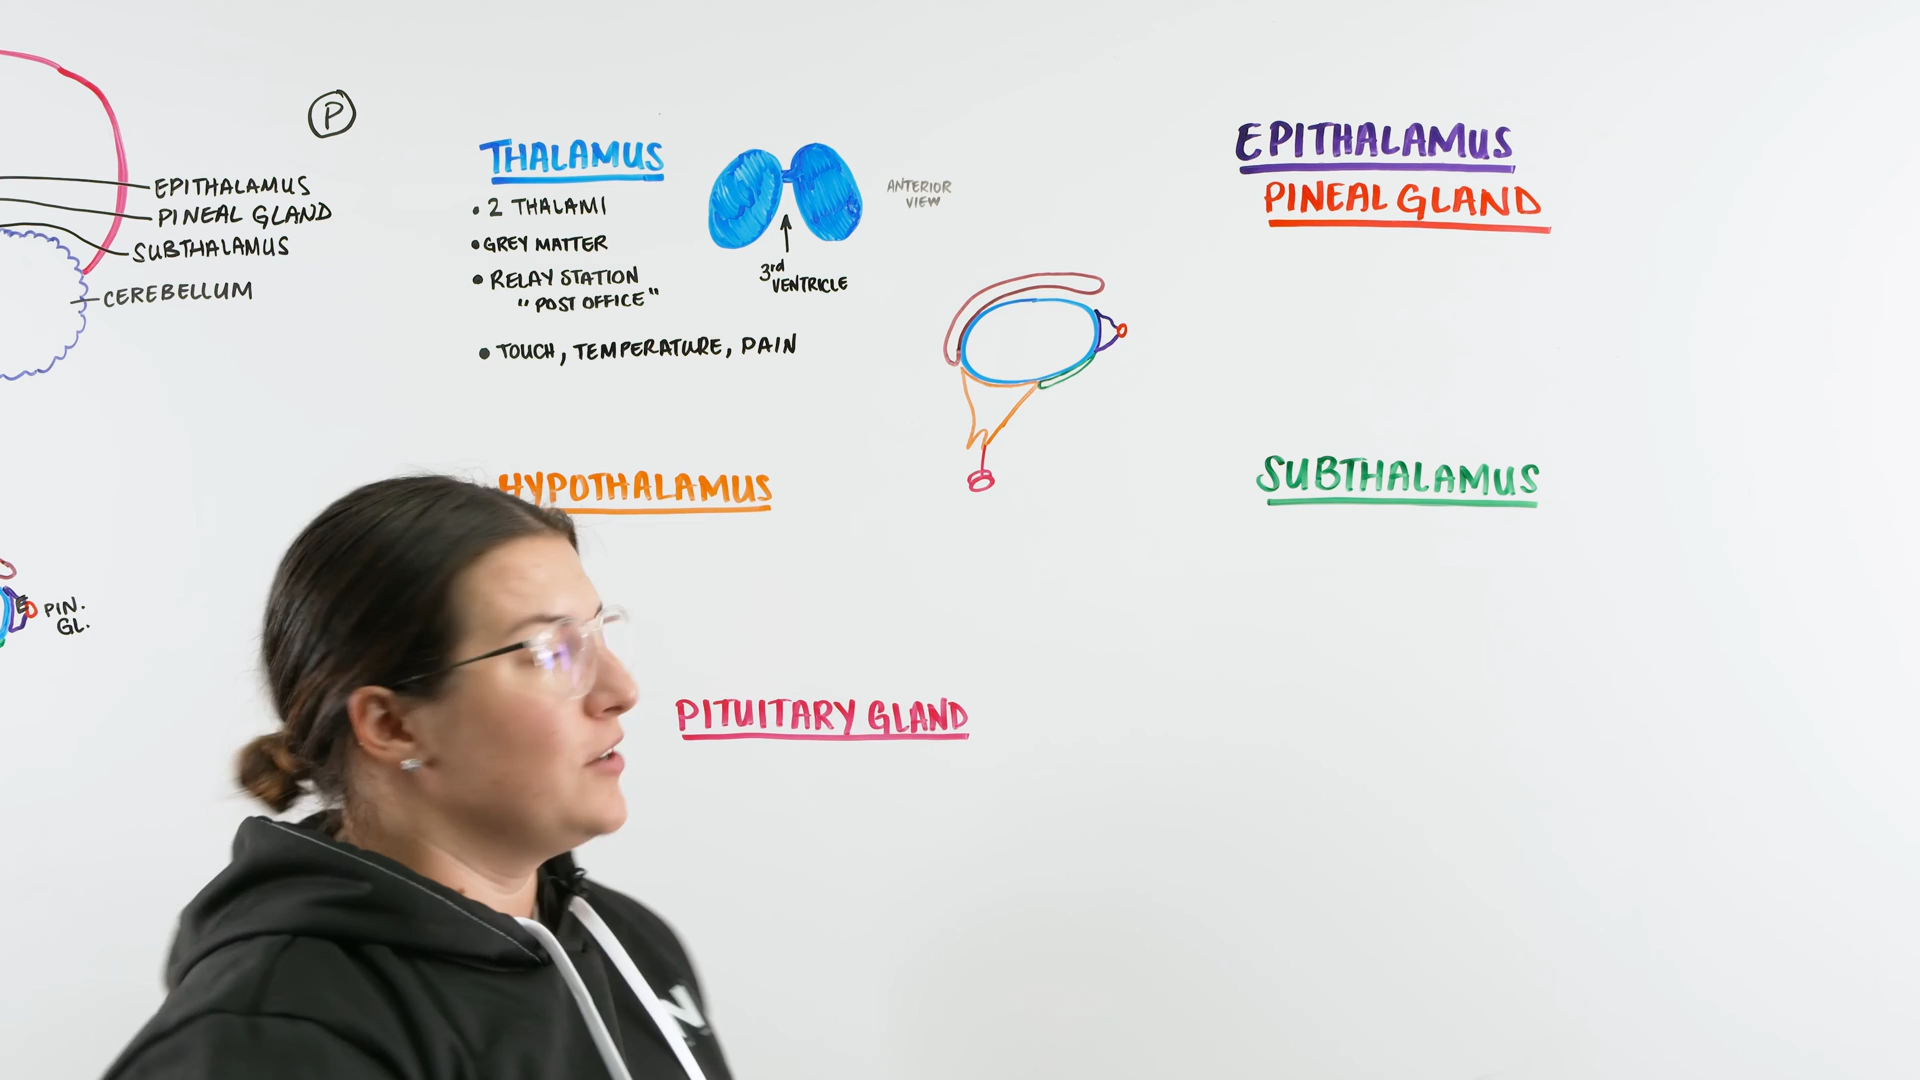 P
EPITHALAMUS
PINEAL GLAND
SUBTHALAMUS
CEREBELLUM
E
PIN.
GL.
THALAMUS
• 2 THALAMI
• GREY MATTER
• RELAY STATION
"POST OFFICE"
• TOUCH, TEMPERATURE, PAIN
3rd
VENTRICLE
ANTERIOR
VIEW
HYPOTHALAMUS
PITUITARY GLAND
EPITHALAMUS
PINEAL GLAND
SUBTHALAMUS